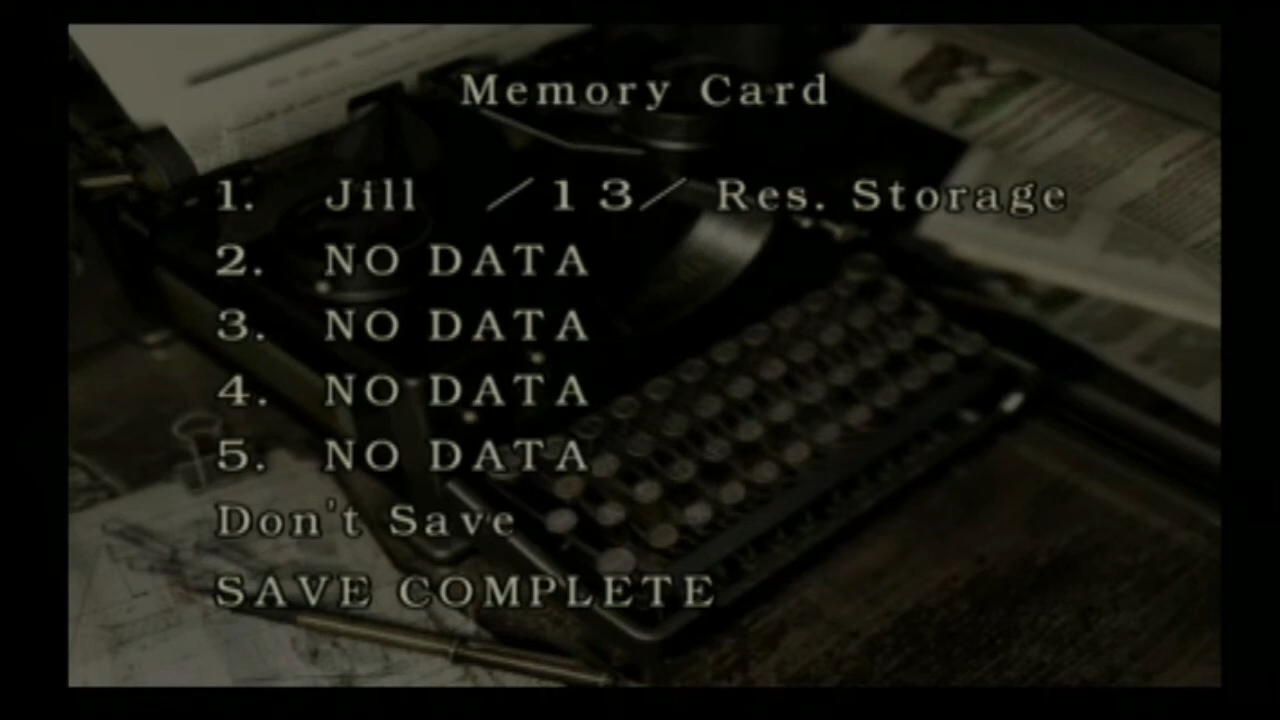 Memory Card
1. Jill / 13 / Res. Storage
2. NO DATA
3. NO DATA
4. NO DATA
5. NO DATA
Don't Save
SAVE COMPLETE